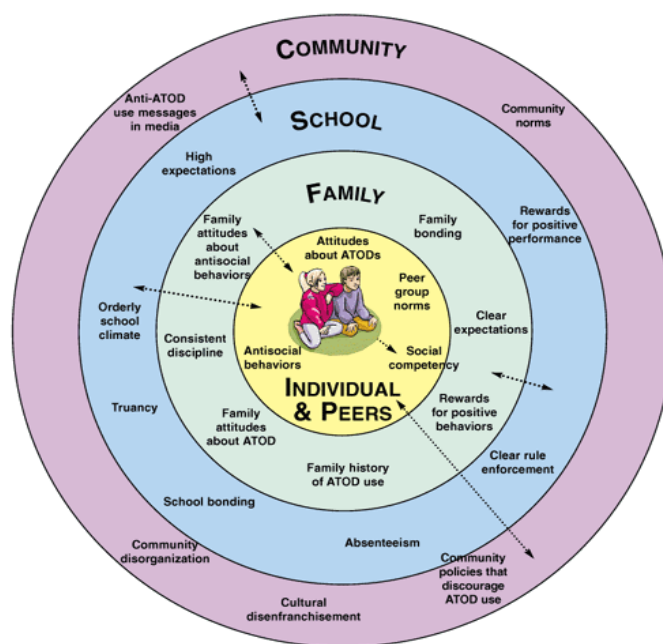 COMMUNITY
Anti-ATOD
use messages
in media
Community
norms
SCHOOL
High
expectations
Rewards
for positive
performance
Orderly
school
climate
Truancy
Clear rule
enforcement
School bonding
Absenteeism
FAMILY
Family
attitudes
about
antisocial
behaviors
Family
bonding
Clear
expectations
Consistent
discipline
Rewards
for positive
behaviors
Family
attitudes
about ATOD
Family history
of ATOD use
Attitudes
about ATODs
Peer
group
norms
Antisocial
behaviors
Social
competency
INDIVIDUAL
& PEERS
Community
disorganization
Cultural
disenfranchisement
Community
policies that
discourage
ATOD use